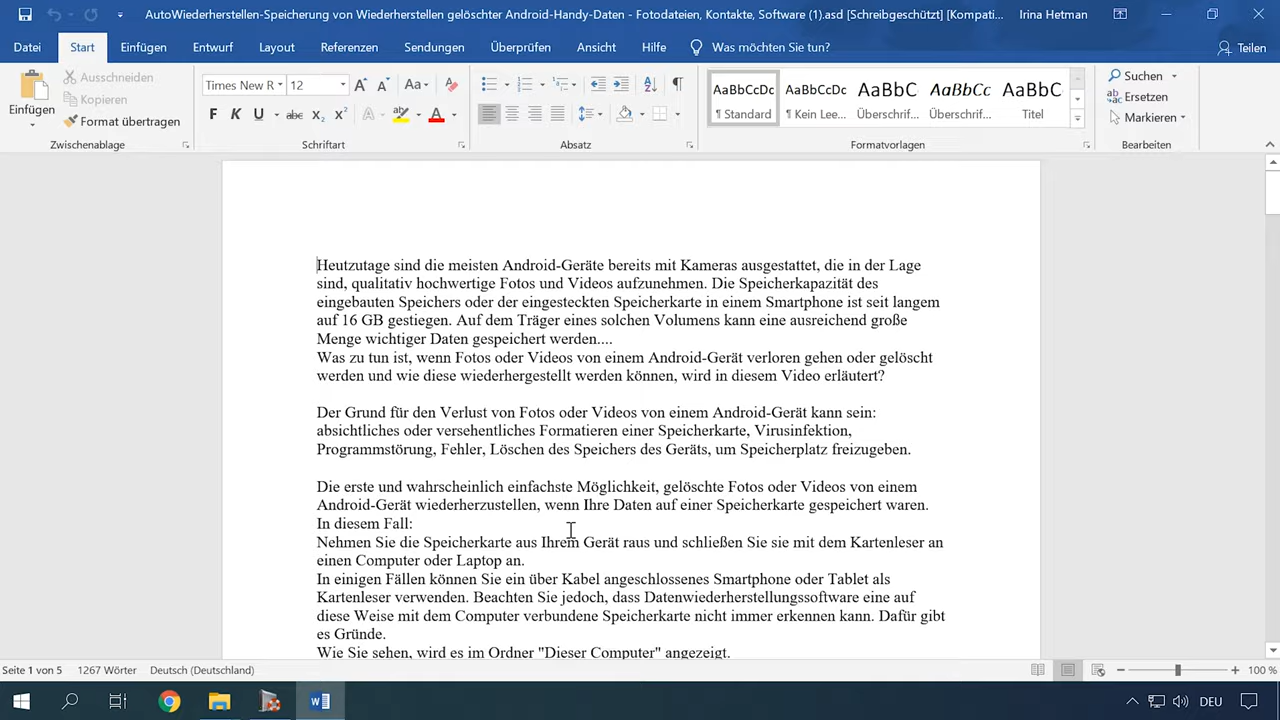 AutoWiederherstellen-Speicherung von Wiederherstellen gelöschter Android-Handy-Daten - Fotodateien, Kontakte, Software (1).asd [Schreibgeschützt] [Kompati... Irina Hetman
Datei Start Einfügen Entwurf Layout Referenzen Sendungen Überprüfen Ansicht Hilfe Was möchten Sie tun? Teilen
Einfügen
Ausschneiden
Kopieren
Format übertragen
Zwischenablage
Times New R 12 Aa
F K U abc x₂ x² A A
Schriftart
Absatz
AaBbCcDc AaBbCcDc AaBbC AaBbCc AaBbC
¶ Standard ¶ Kein Lee... Überschrif... Überschrif... Titel
Formatvorlagen
Suchen
Ersetzen
Markieren
Bearbeiten
Heutzutage sind die meisten Android-Geräte bereits mit Kameras ausgestattet, die in der Lage
sind, qualitativ hochwertige Fotos und Videos aufzunehmen. Die Speicherkapazität des
eingebauten Speichers oder der eingesteckten Speicherkarte in einem Smartphone ist seit langem
auf 16 GB gestiegen. Auf dem Träger eines solchen Volumens kann eine ausreichend große
Menge wichtiger Daten gespeichert werden....
Was zu tun ist, wenn Fotos oder Videos von einem Android-Gerät verloren gehen oder gelöscht
werden und wie diese wiederhergestellt werden können, wird in diesem Video erläutert?
Der Grund für den Verlust von Fotos oder Videos von einem Android-Gerät kann sein:
absichtliches oder versehentliches Formatieren einer Speicherkarte, Virusinfektion,
Programmstörung, Fehler, Löschen des Speichers des Geräts, um Speicherplatz freizugeben.
Die erste und wahrscheinlich einfachste Möglichkeit, gelöschte Fotos oder Videos von einem
Android-Gerät wiederherzustellen, wenn Ihre Daten auf einer Speicherkarte gespeichert waren.
In diesem Fall:
Nehmen Sie die Speicherkarte aus Ihrem Gerät raus und schließen Sie sie mit dem Kartenleser an
einen Computer oder Laptop an.
In einigen Fällen können Sie ein über Kabel angeschlossenes Smartphone oder Tablet als
Kartenleser verwenden. Beachten Sie jedoch, dass Datenwiederherstellungssoftware eine auf
diese Weise mit dem Computer verbundene Speicherkarte nicht immer erkennen kann. Dafür gibt
es Gründe.
Wie Sie sehen, wird es im Ordner "Dieser Computer" angezeigt.
Seite 1 von 5 1267 Wörter Deutsch (Deutschland) 100 %
DEU